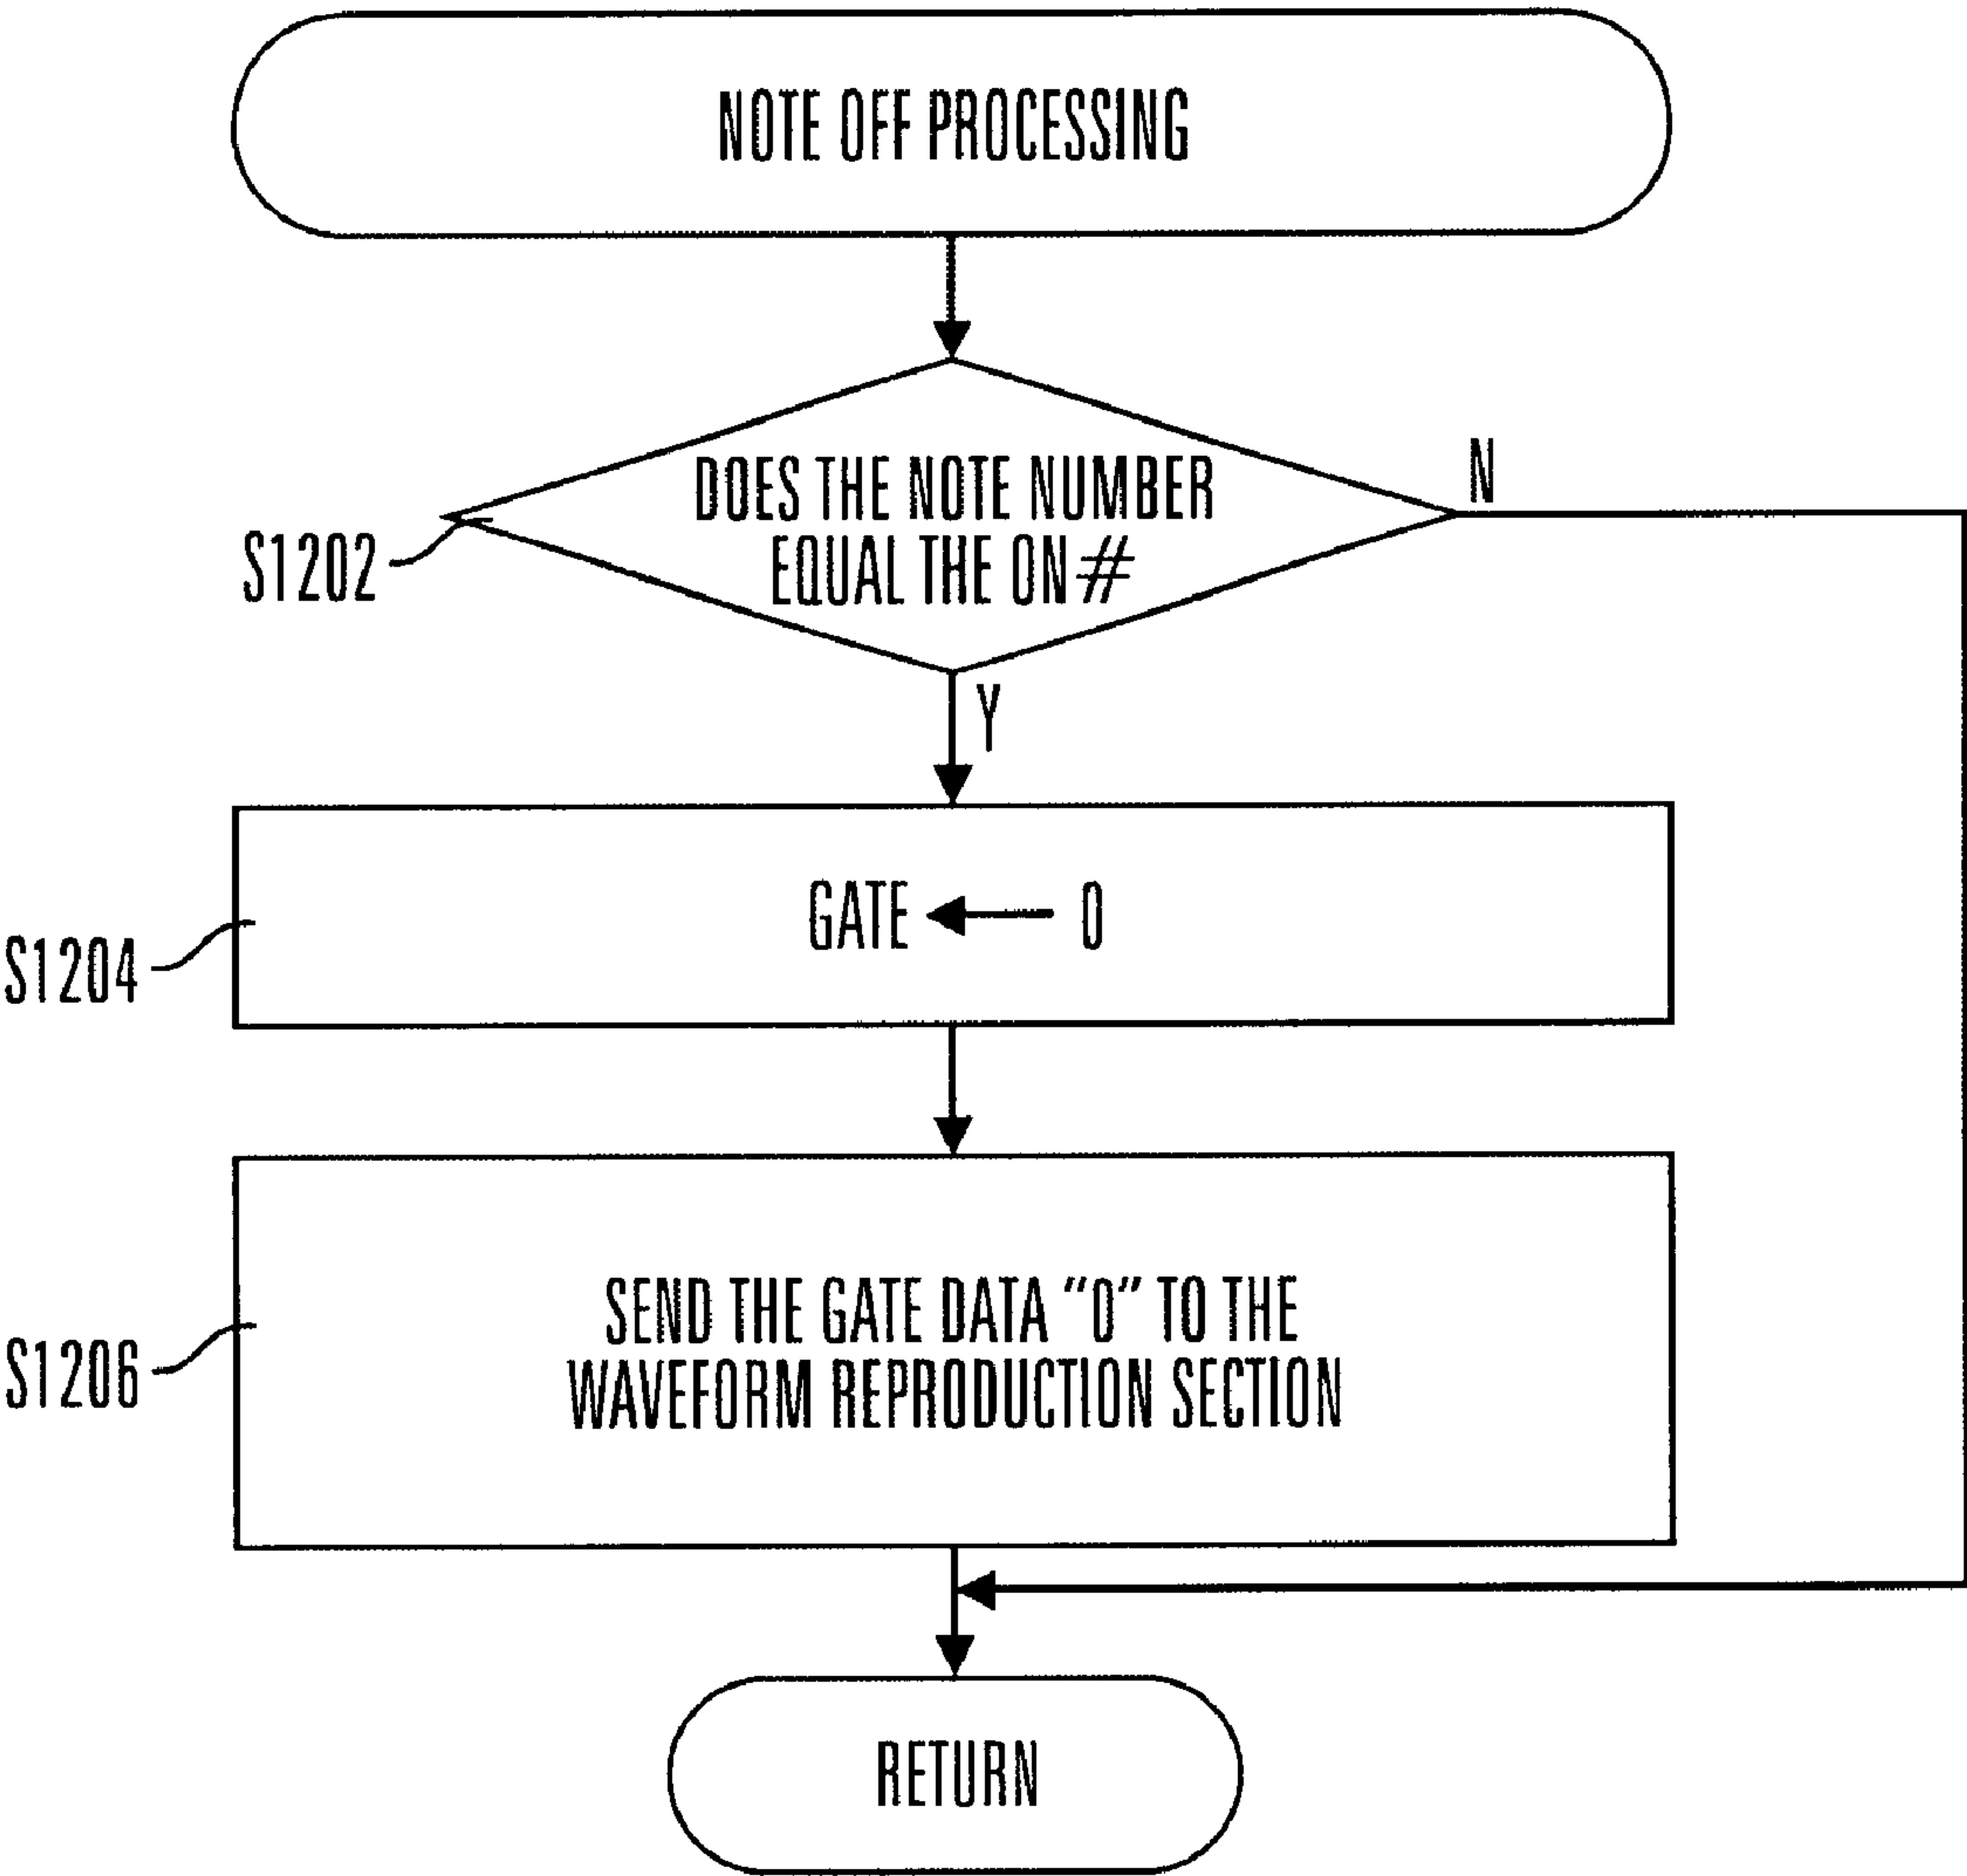 NOTE OFF PROCESSING
DOES THE NOTE NUMBER
EQUAL THE ON #
N
S1202
Y
GATE ← 0
S1204
SEND THE GATE DATA “0” TO THE
WAVEFORM REPRODUCTION SECTION
S1206
RETURN